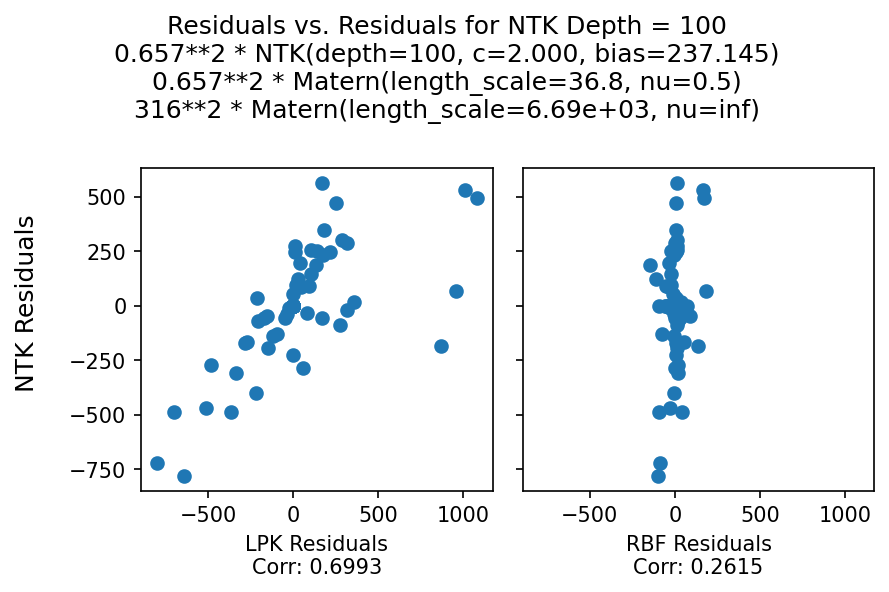 Residuals vs. Residuals for NTK Depth = 100
0.657**2 * NTK(depth=100, c=2.000, bias=237.145)
0.657**2 * Matern(length_scale=36.8, nu=0.5)
316**2 * Matern(length_scale=6.69e+03, nu=inf)
NTK Residuals
500
250
0
−250
−500
−750
−500 0 500 1000
−500 0 500 1000
LPK Residuals
Corr: 0.6993
RBF Residuals
Corr: 0.2615